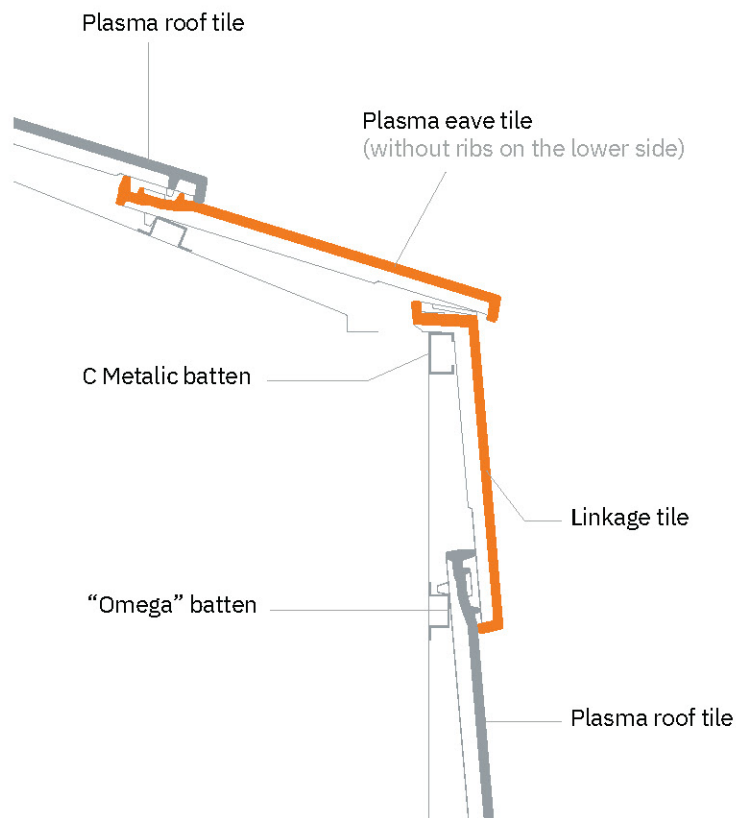 Plasma roof tile
Plasma eave tile
(without ribs on the lower side)
C Metalic batten
Linkage tile
“Omega” batten
Plasma roof tile